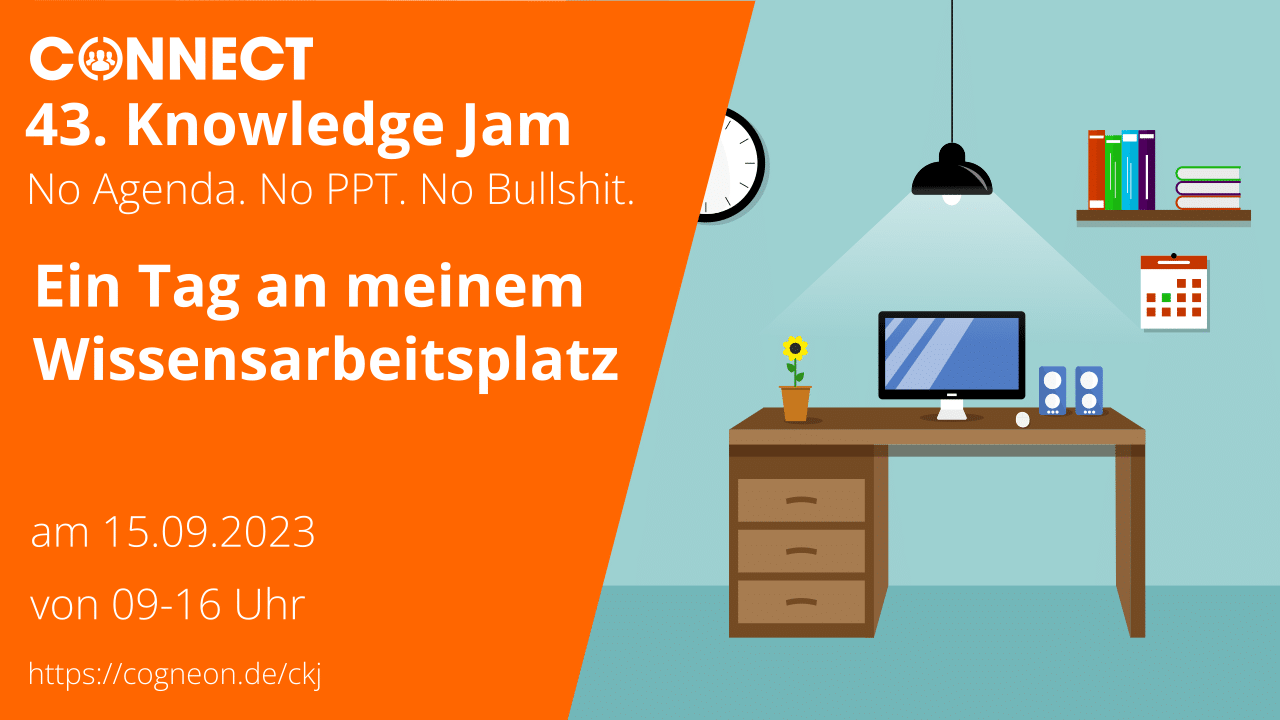 CONNECT
43. Knowledge Jam
No Agenda. No PPT. No Bullshit.
Ein Tag an meinem
Wissensarbeitsplatz
am 15.09.2023
von 09-16 Uhr
https://cogneon.de/ckj